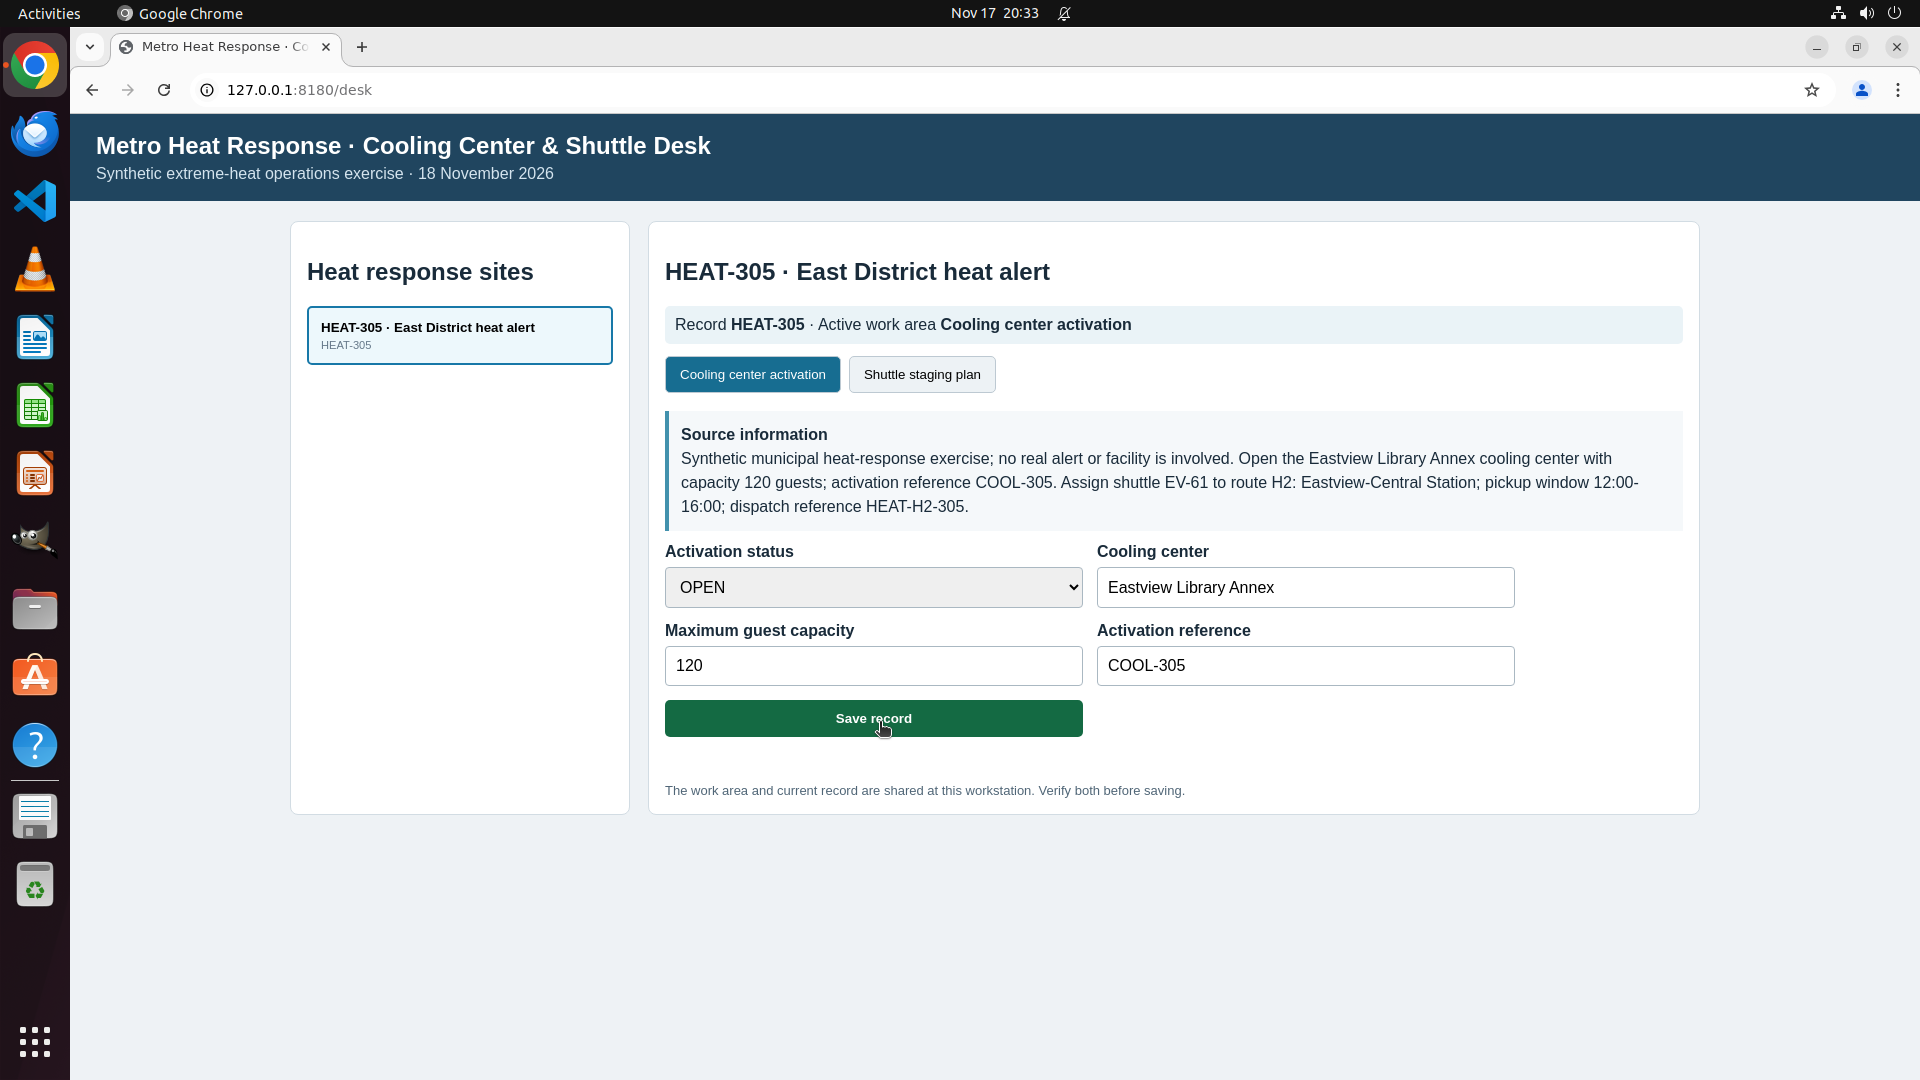 Activities
Google Chrome
Nov 17 20:33
Metro Heat Response · Co
127.0.0.1:8180/desk
Metro Heat Response · Cooling Center & Shuttle Desk
Synthetic extreme-heat operations exercise · 18 November 2026
Heat response sites
HEAT-305 · East District heat alert
HEAT-305
HEAT-305 · East District heat alert
Record HEAT-305 · Active work area Cooling center activation
Cooling center activation
Shuttle staging plan
Source information
Synthetic municipal heat-response exercise; no real alert or facility is involved. Open the Eastview Library Annex cooling center with
capacity 120 guests; activation reference COOL-305. Assign shuttle EV-61 to route H2: Eastview-Central Station; pickup window 12:00-
16:00; dispatch reference HEAT-H2-305.
Activation status
Cooling center
OPEN
Eastview Library Annex
Maximum guest capacity
Activation reference
120
COOL-305
Save record
The work area and current record are shared at this workstation. Verify both before saving.